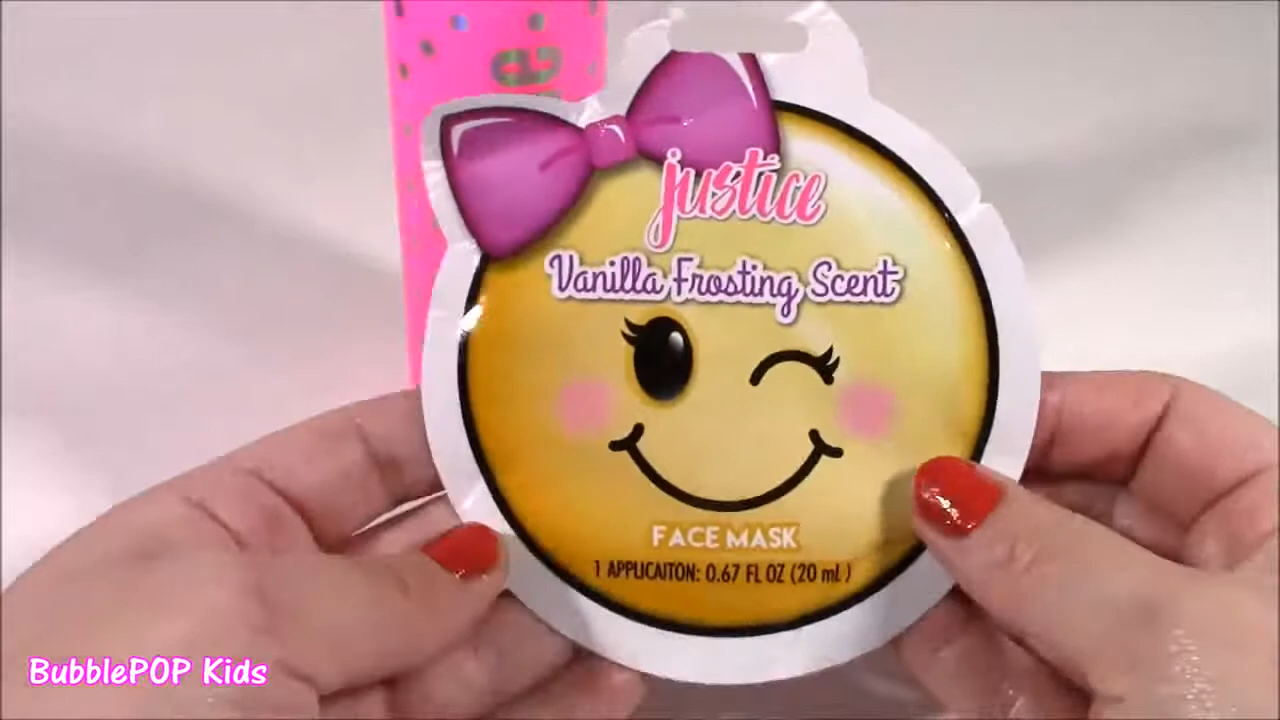 justice
Vanilla Frosting Scent
FACE MASK
1 APPLICAITON: 0.67 FL OZ (20 mL)
BubblePOP Kids